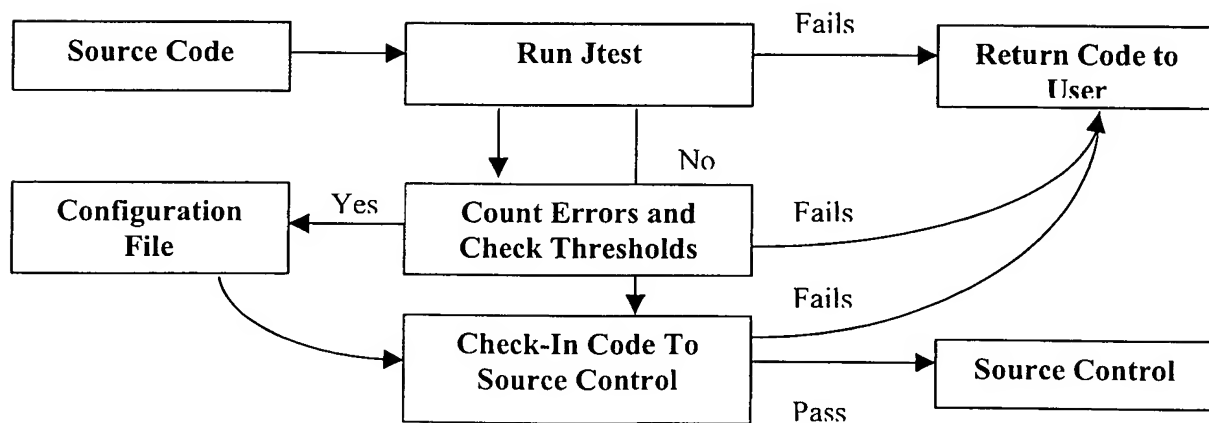 Source Code
Run Jtest
Fails
Return Code to
User
No
Configuration
File
Yes
Count Errors and
Check Thresholds
Fails
Fails
Check-In Code To
Source Control
Source Control
Pass